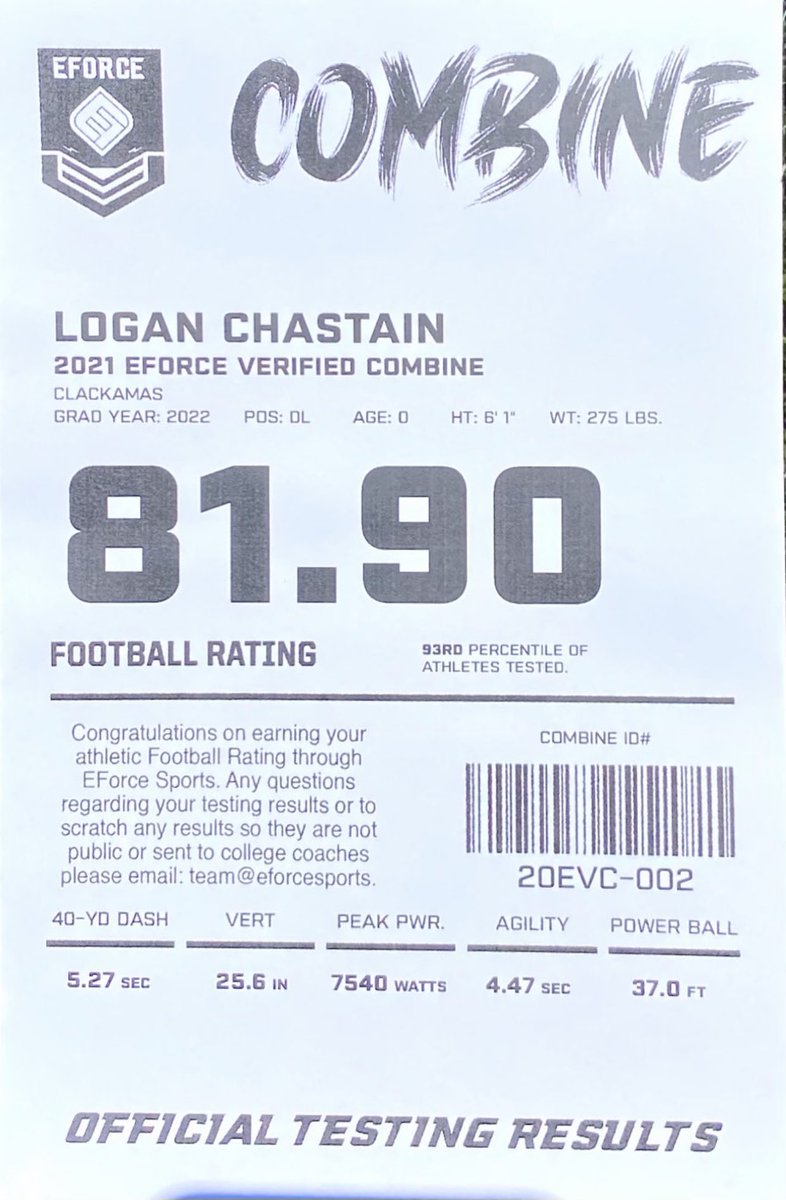 EFORCE
COMBINE
LOGAN CHASTAIN
2021 EFORCE VERIFIED COMBINE
CLACKAMAS
GRAD YEAR: 2022 POS: DL AGE: 0 HT: 6' 1" WT: 275 LBS.
81.90
FOOTBALL RATING
93RD PERCENTILE OF
ATHLETES TESTED.
Congratulations on earning your
athletic Football Rating through
EForce Sports. Any questions
regarding your testing results or to
scratch any results so they are not
public or sent to college coaches
please email: team@eforcesports.
COMBINE ID#
20EVC-002
40-YD DASH VERT PEAK PWR. AGILITY POWER BALL
5.27 SEC 25.6 IN 7540 WATTS 4.47 SEC 37.0 FT
OFFICIAL TESTING RESULTS